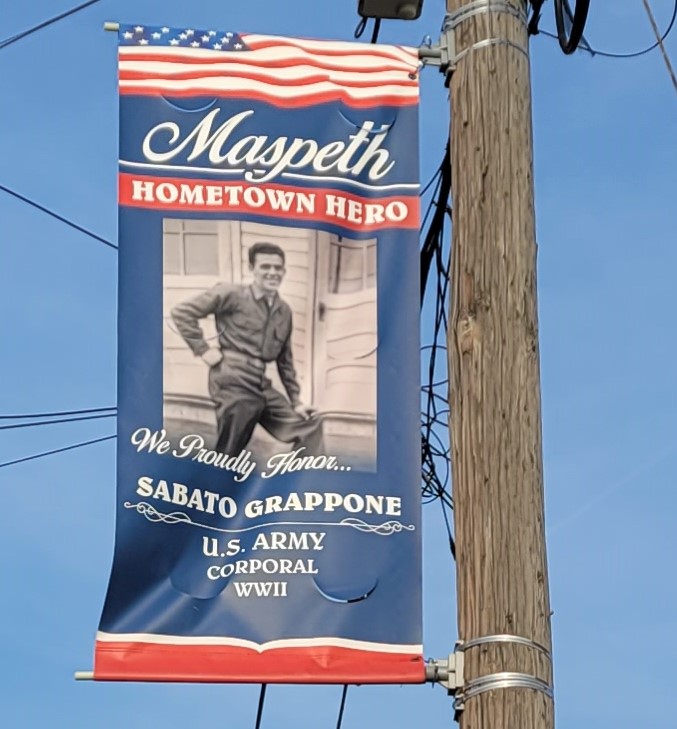 Maspeth
HOMETOWN HERO
We Proudly Honor...
SABATO GRAPPONE
U.S. ARMY
CORPORAL
WWII